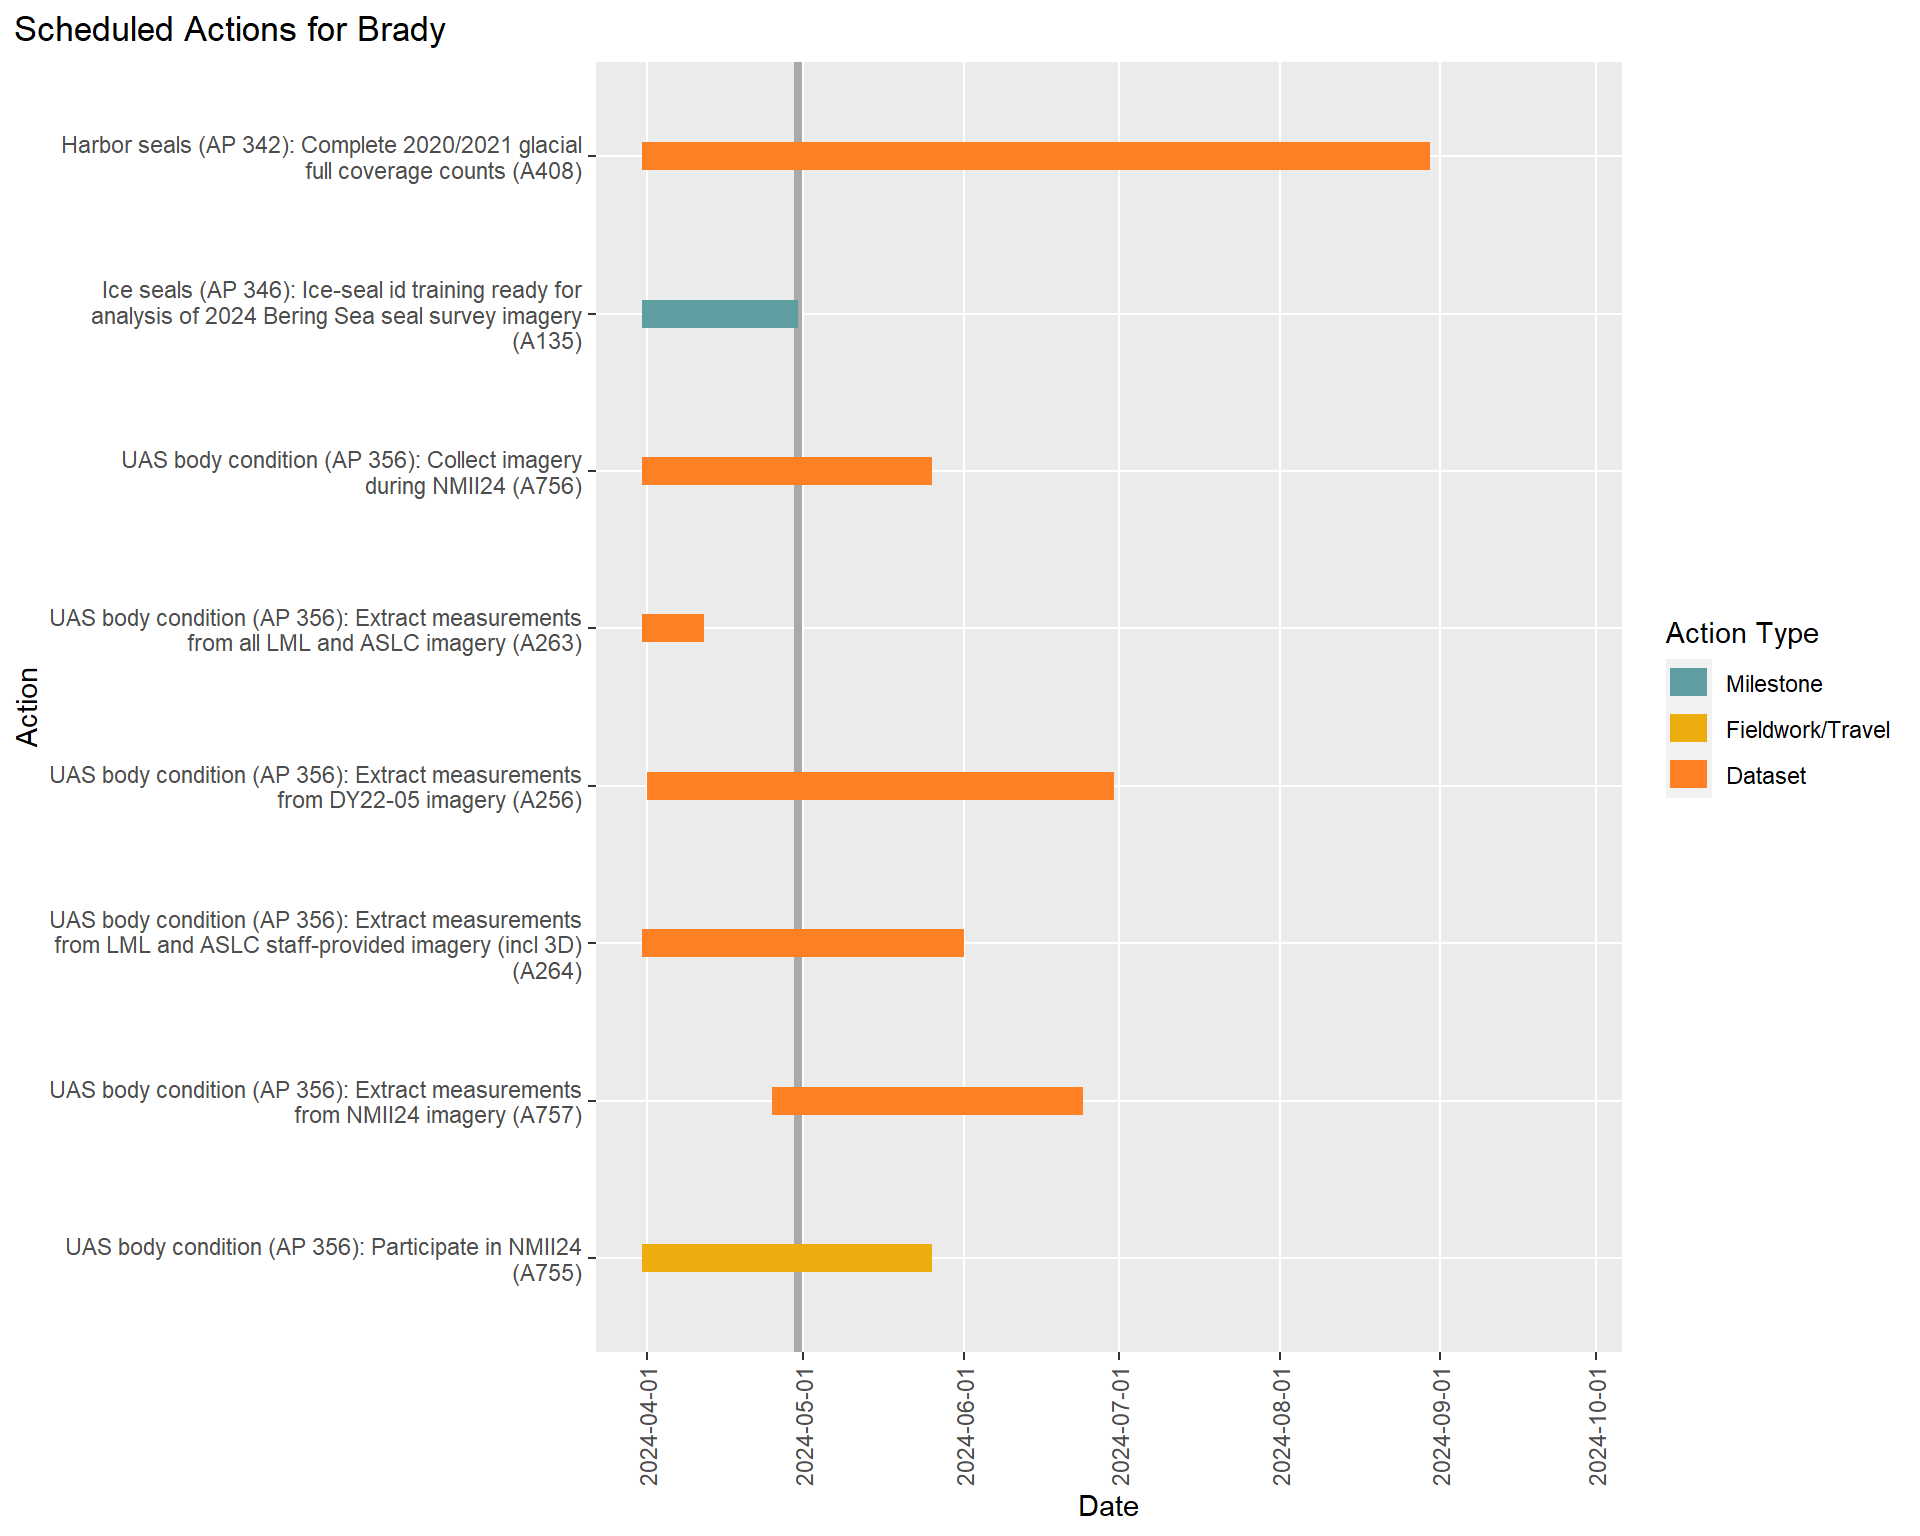 Scheduled Actions for Brady
Harbor seals (AP 342): Complete 2020/2021 glacial
full coverage counts (A408)
Ice seals (AP 346): Ice-seal id training ready for
analysis of 2024 Bering Sea seal survey imagery
(A135)
UAS body condition (AP 356): Collect imagery
during NMII24 (A756)
UAS body condition (AP 356): Extract measurements
from all LML and ASLC imagery (A263)
UAS body condition (AP 356): Extract measurements
from DY22-05 imagery (A256)
UAS body condition (AP 356): Extract measurements
from LML and ASLC staff-provided imagery (incl 3D)
(A264)
UAS body condition (AP 356): Extract measurements
from NMII24 imagery (A757)
UAS body condition (AP 356): Participate in NMII24
(A755)
Action
2024-04-01
2024-05-01
2024-06-01
2024-07-01
2024-08-01
2024-09-01
2024-10-01
Date
Action Type
Milestone
Fieldwork/Travel
Dataset